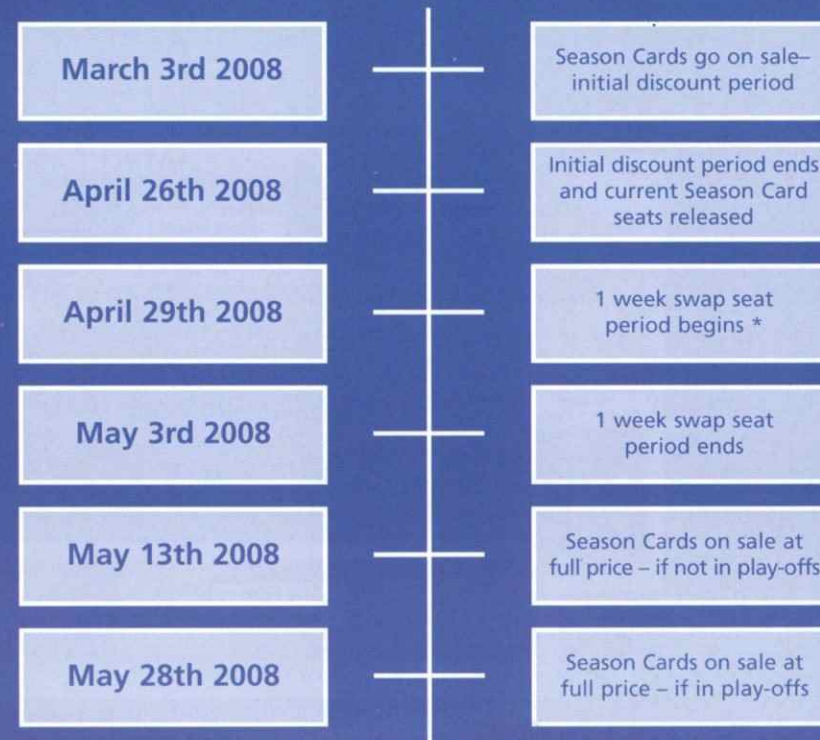 March 3rd 2008
Season Cards go on sale–
initial discount period
April 26th 2008
Initial discount period ends
and current Season Card
seats released
April 29th 2008
1 week swap seat
period begins *
May 3rd 2008
1 week swap seat
period ends
May 13th 2008
Season Cards on sale at
full price – if not in play-offs
May 28th 2008
Season Cards on sale at
full price – if in play-offs